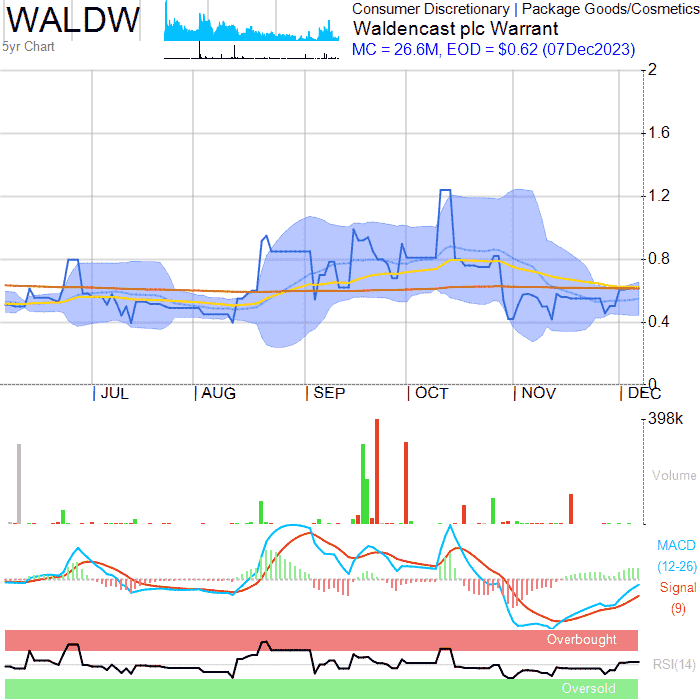 WALDW
5yr Chart
Consumer Discretionary | Package Goods/Cosmetics
Waldencast plc Warrant
MC = 26.6M, EOD = $0.62 (07Dec2023)
2
1.6
1.2
0.8
0.4
0
JUL AUG SEP OCT NOV DEC
398k
Volume
MACD
(12-26)
Signal
(9)
Overbought
RSI(14)
Oversold